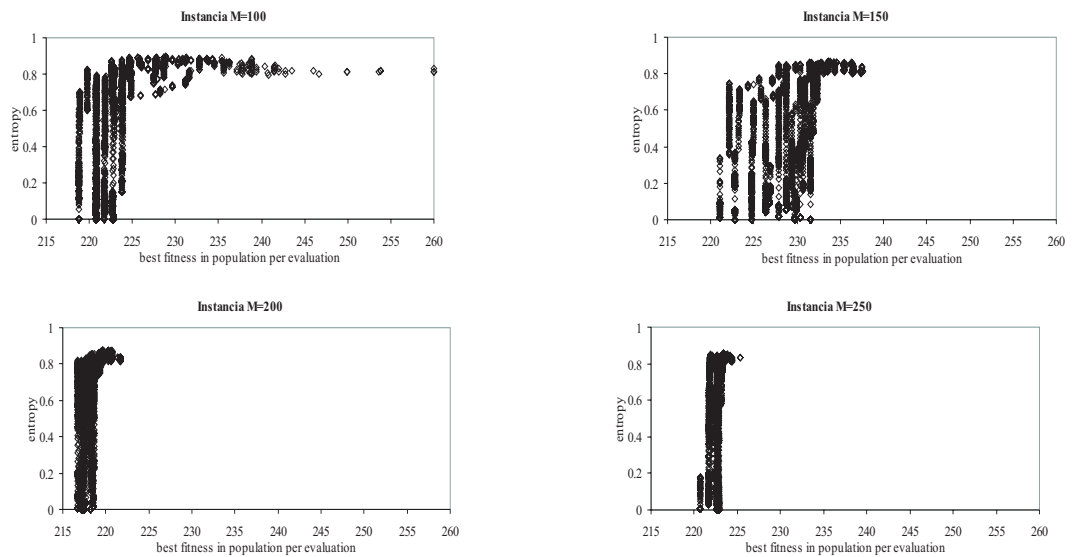 Instancia M=100
1
0.8
0.6
0.4
0.2
0
entropy
215 220 225 230 235 240 245 250 255 260
best fitness in population per evaluation
Instancia M=150
1
0.8
0.6
0.4
0.2
0
entropy
215 220 225 230 235 240 245 250 255 260
best fitness in population per evaluation
Instancia M=200
1
0.8
0.6
0.4
0.2
0
entropy
215 220 225 230 235 240 245 250 255 260
best fitness in population per evaluation
Instancia M=250
1
0.8
0.6
0.4
0.2
0
entropy
215 220 225 230 235 240 245 250 255 260
best fitness in population per evaluation